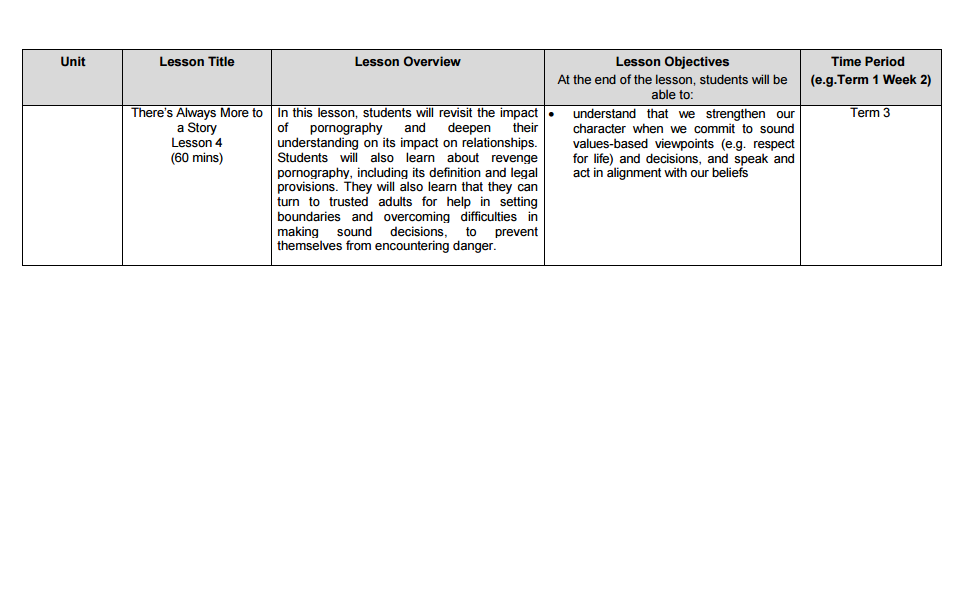 Unit
Lesson Title
Lesson Overview
Lesson Objectives
At the end of the lesson, students will be
able to:
Time Period
(e.g.Term 1 Week 2)
There’s Always More to
a Story
Lesson 4
(60 mins)
In this lesson, students will revisit the impact
of pornography and deepen their
understanding on its impact on relationships.
Students will also learn about revenge
pornography, including its definition and legal
provisions. They will also learn that they can
turn to trusted adults for help in setting
boundaries and overcoming difficulties in
making sound decisions, to prevent
themselves from encountering danger.
• understand that we strengthen our
character when we commit to sound
values-based viewpoints (e.g. respect
for life) and decisions, and speak and
act in alignment with our beliefs
Term 3